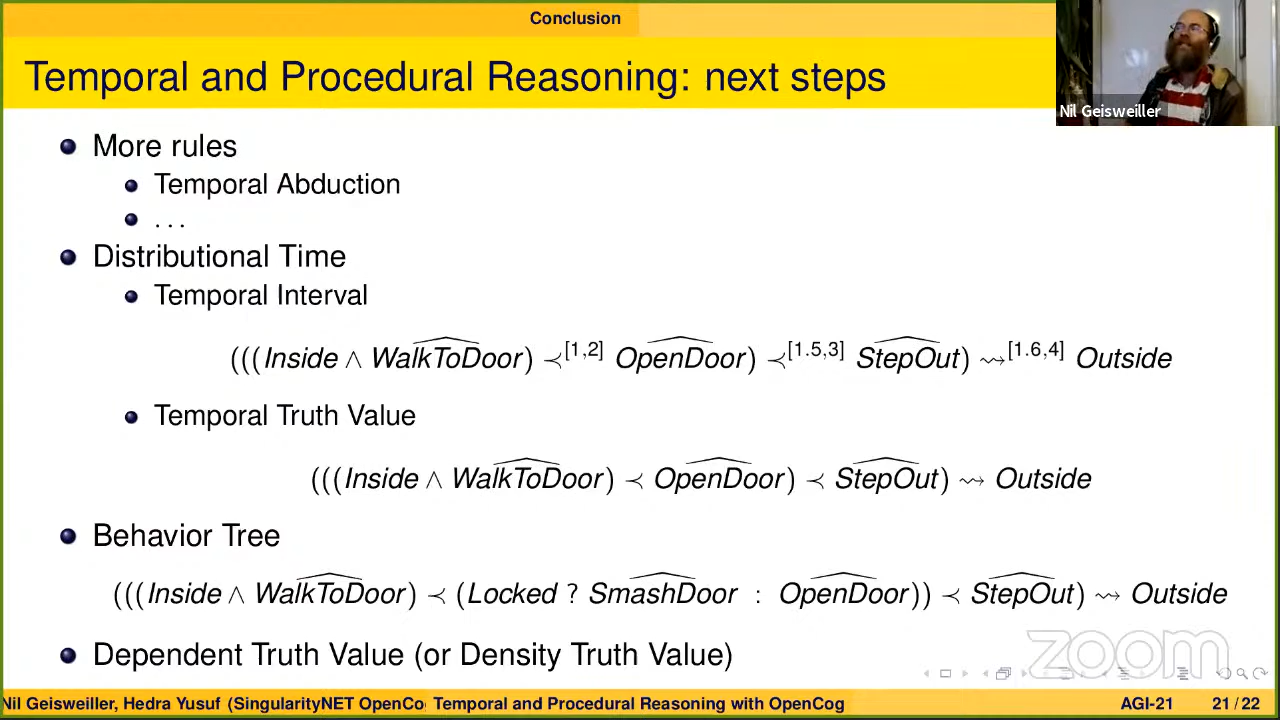 Conclusion
Temporal and Procedural Reasoning: next steps
Nil Geisweiller
More rules
Temporal Abduction
. . .
Distributional Time
Temporal Interval
(((Inside ∧ WalkToDoor) ≺[1,2] OpenDoor) ≺[1.5,3] StepOut) ⇝[1.6,4] Outside
Temporal Truth Value
(((Inside ∧ WalkToDoor) ≺ OpenDoor) ≺ StepOut) ⇝ Outside
Behavior Tree
(((Inside ∧ WalkToDoor) ≺ (Locked ? SmashDoor : OpenDoor)) ≺ StepOut) ⇝ Outside
Dependent Truth Value (or Density Truth Value)
zoom
Nil Geisweiller, Hedra Yusuf (SingularityNET OpenCo Temporal and Procedural Reasoning with OpenCog AGI-21 21 / 22